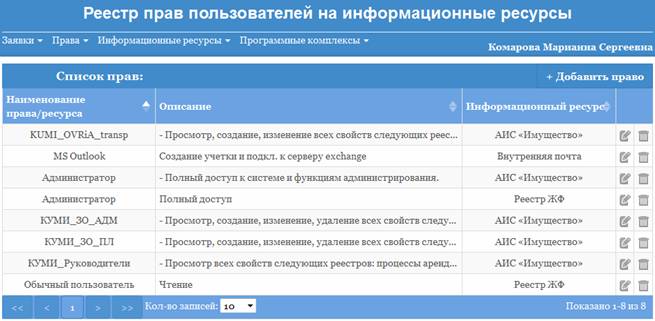 Реестр прав пользователей на информационные ресурсы
Заявки Права Информационные ресурсы Программные комплексы
Комарова Марианна Сергеевна
Список прав: + Добавить право
Наименование права/ресурса Описание Информационный ресурс
KUMI_OVRiA_transp - Просмотр, создание, изменение всех свойств следующих реес... АИС «Имущество»
MS Outlook Создание учетки и подкл. к серверу exchange Внутренняя почта
Администратор - Полный доступ к системе и функциям администрирования. АИС «Имущество»
Администратор Полный доступ Реестр ЖФ
КУМИ_ЗО_АДМ - Просмотр, создание, изменение, удаление всех свойств следу... АИС «Имущество»
КУМИ_ЗО_ПЛ - Просмотр, создание, изменение, удаление всех свойств следу... АИС «Имущество»
КУМИ_Руководители - Просмотр всех свойств следующих реестров: процессы аренд... АИС «Имущество»
Обычный пользователь Чтение Реестр ЖФ
<< < 1 > >> Кол-во записей: 10 Показано 1-8 из 8